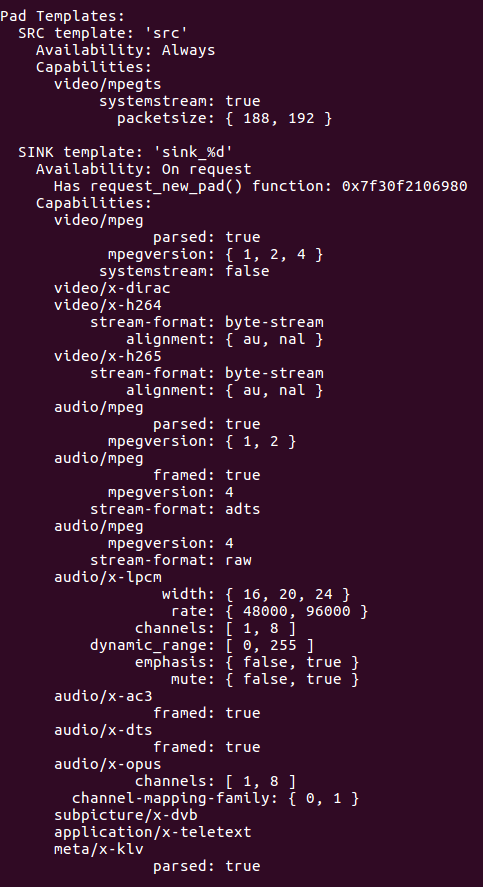 Pad Templates:
  SRC template: 'src'
    Availability: Always
    Capabilities:
      video/mpegts
           systemstream: true
             packetsize: { 188, 192 }

  SINK template: 'sink_%d'
    Availability: On request
      Has request_new_pad() function: 0x7f30f2106980
    Capabilities:
      video/mpeg
                 parsed: true
            mpegversion: { 1, 2, 4 }
           systemstream: false
      video/x-dirac
      video/x-h264
          stream-format: byte-stream
              alignment: { au, nal }
      video/x-h265
          stream-format: byte-stream
              alignment: { au, nal }
      audio/mpeg
                 parsed: true
            mpegversion: { 1, 2 }
      audio/mpeg
                 framed: true
            mpegversion: 4
          stream-format: adts
      audio/mpeg
            mpegversion: 4
          stream-format: raw
      audio/x-lpcm
                  width: { 16, 20, 24 }
                   rate: { 48000, 96000 }
               channels: [ 1, 8 ]
          dynamic_range: [ 0, 255 ]
               emphasis: { false, true }
                   mute: { false, true }
      audio/x-ac3
                 framed: true
      audio/x-dts
                 framed: true
      audio/x-opus
               channels: [ 1, 8 ]
        channel-mapping-family: { 0, 1 }
      subpicture/x-dvb
      application/x-teletext
      meta/x-klv
                 parsed: true